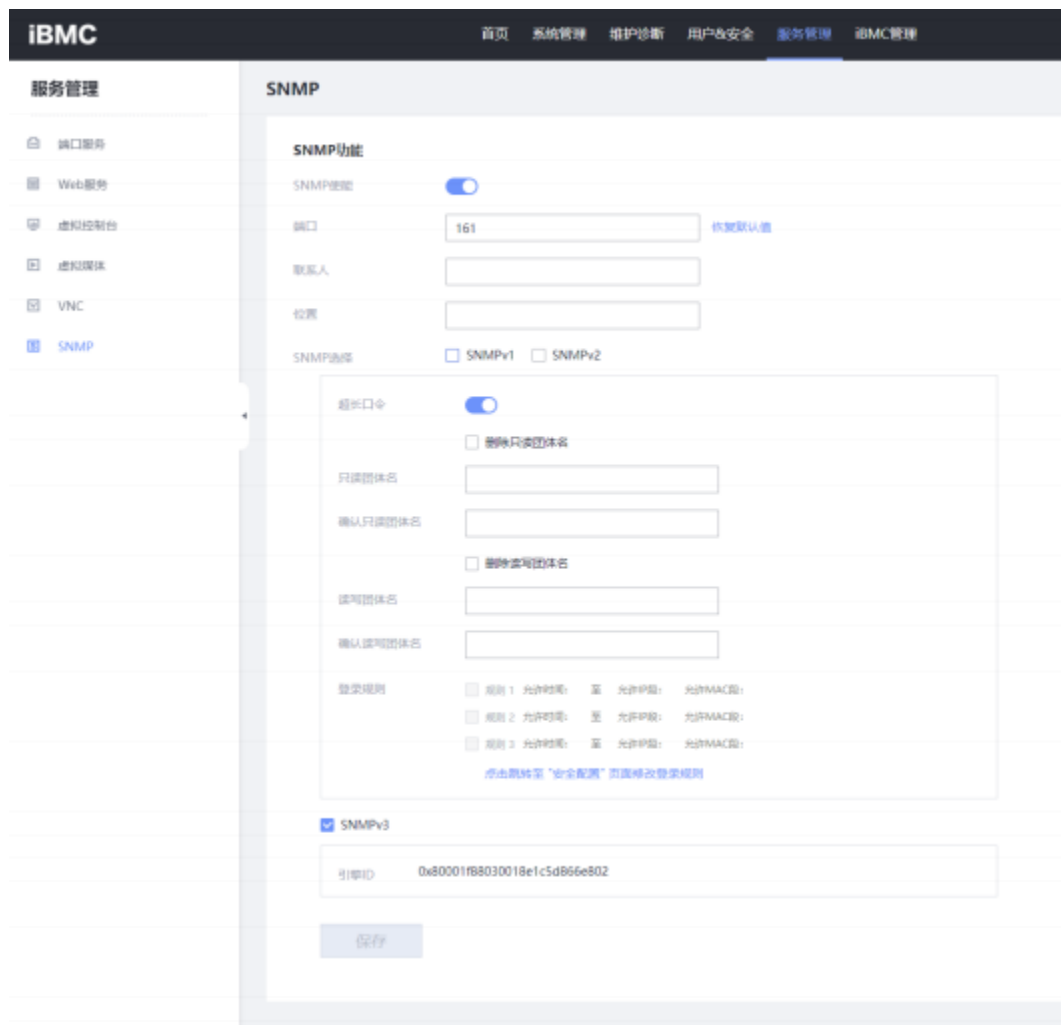 iBMC 首页 系统管理 维护诊断 用户&安全 服务管理 iBMC管理
服务管理
端口服务
Web服务
虚拟控制台
虚拟媒体
VNC
SNMP
SNMP
SNMP功能
SNMP使能
端口 161 恢复默认值
联系人
位置
SNMP选择 SNMPv1 SNMPv2
超长口令
删除只读团体名
只读团体名
确认只读团体名
删除读写团体名
读写团体名
确认读写团体名
登录规则 规则 1 允许时间: 至 允许IP段: 允许MAC段:
规则 2 允许时间: 至 允许IP段: 允许MAC段:
规则 3 允许时间: 至 允许IP段: 允许MAC段:
点击跳转至 "安全配置" 页面修改登录规则
SNMPv3
引擎ID 0x80001f88030018e1c5d866e802
保存